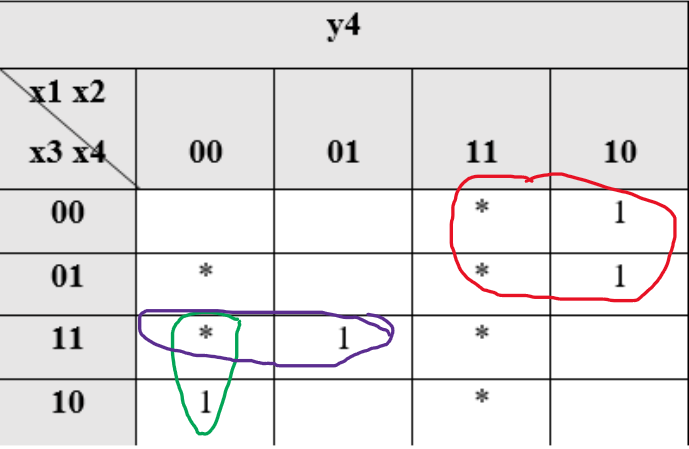 y4
x1 x2
x3 x4 00 01 11 10
00 * 1
01 * * 1
11 * 1 *
10 1 *